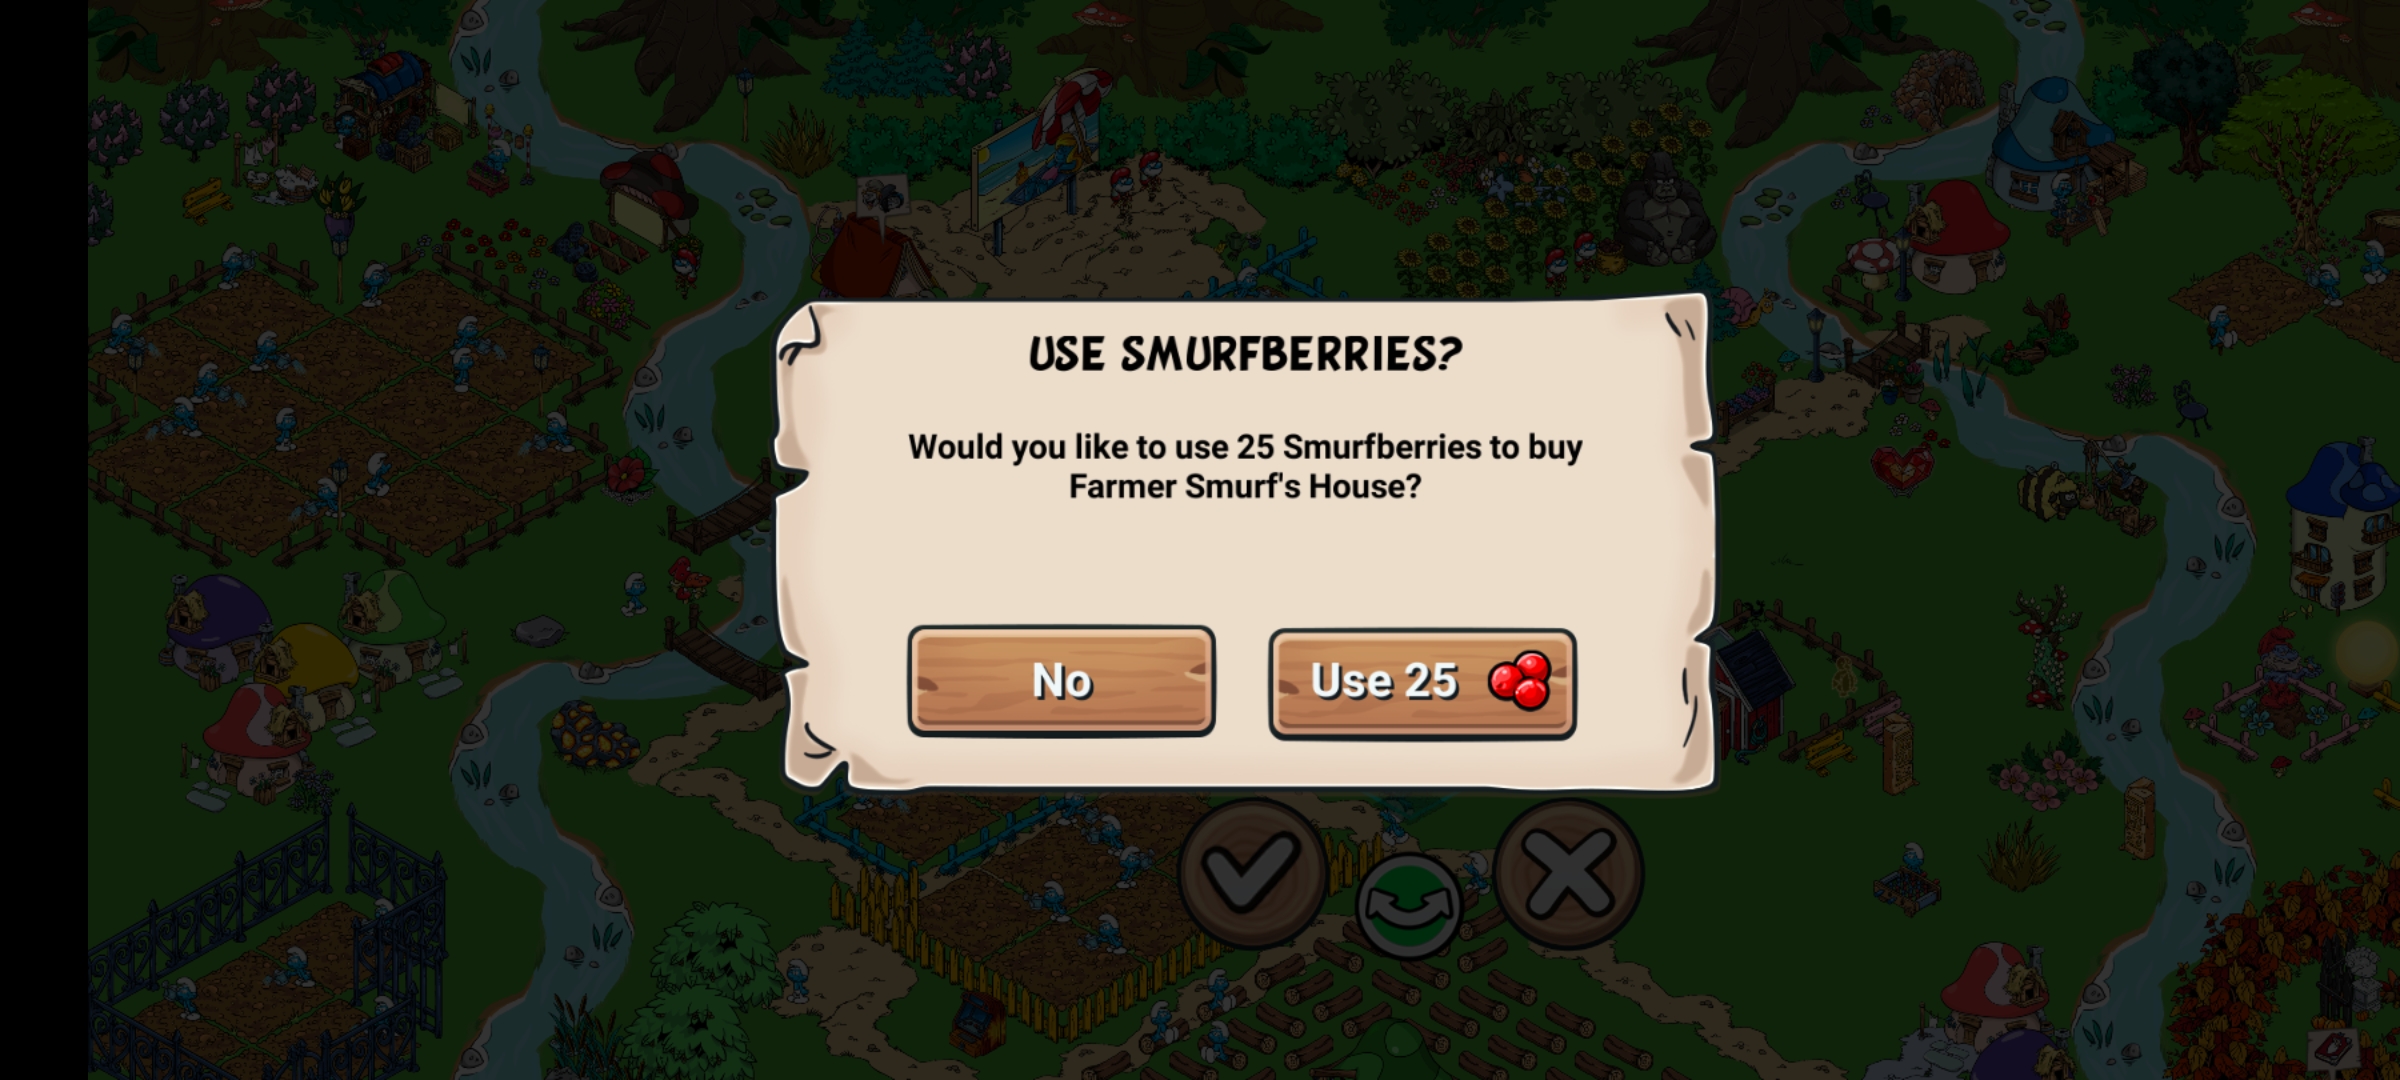 USE SMURFBERRIES?
Would you like to use 25 Smurfberries to buy
Farmer Smurf's House?
No
Use 25